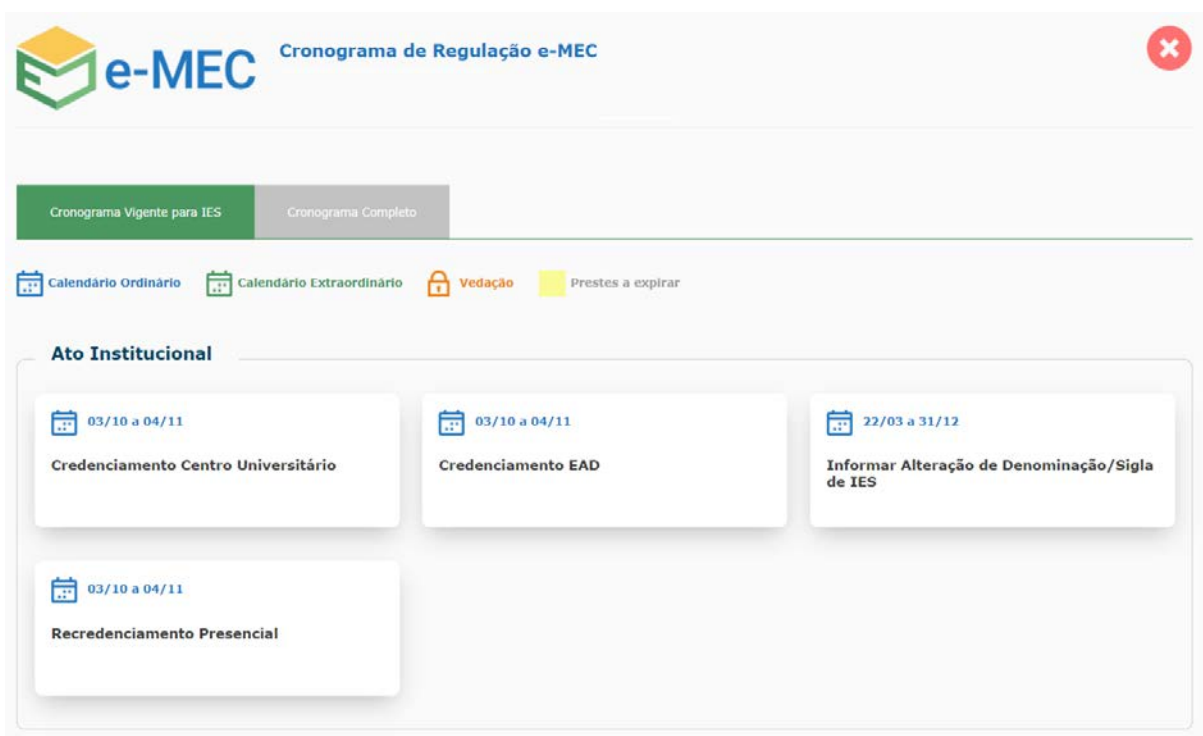 e-MEC
Cronograma de Regulação e-MEC
Cronograma Vigente para IES
Cronograma Completo
Calendário Ordinário
Calendário Extraordinário
Vedação
Prestes a expirar
Ato Institucional
03/10 a 04/11
Credenciamento Centro Universitário
03/10 a 04/11
Credenciamento EAD
22/03 a 31/12
Informar Alteração de Denominação/Sigla
de IES
03/10 a 04/11
Recredenciamento Presencial